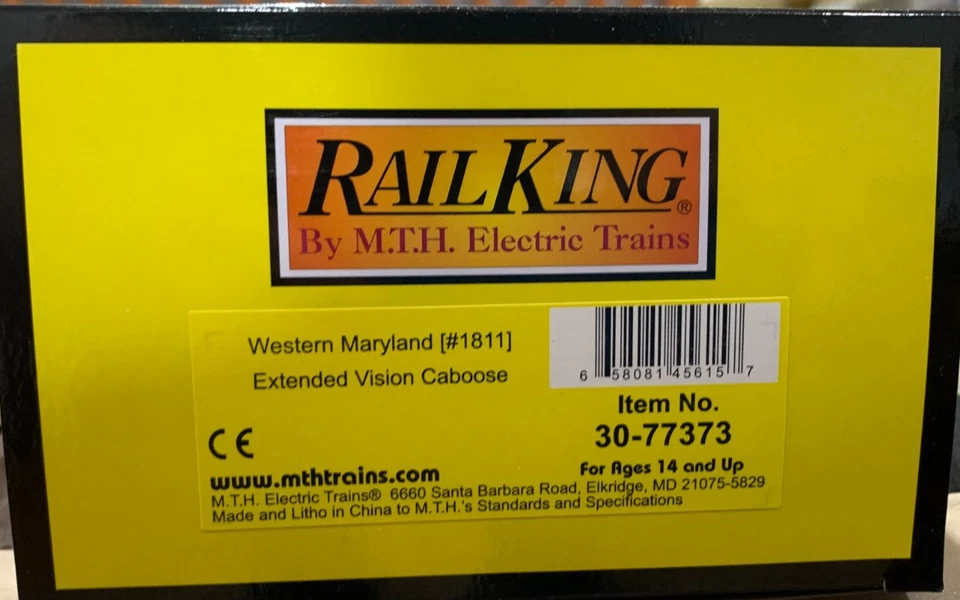 RAILKING®
By M.T.H. Electric Trains
Western Maryland [#1811]
Extended Vision Caboose
6 58081 45615 7
Item No.
30-77373
CE
For Ages 14 and Up
www.mthtrains.com
M.T.H. Electric Trains® 6660 Santa Barbara Road, Elkridge, MD 21075-5829
Made and Litho in China to M.T.H.'s Standards and Specifications